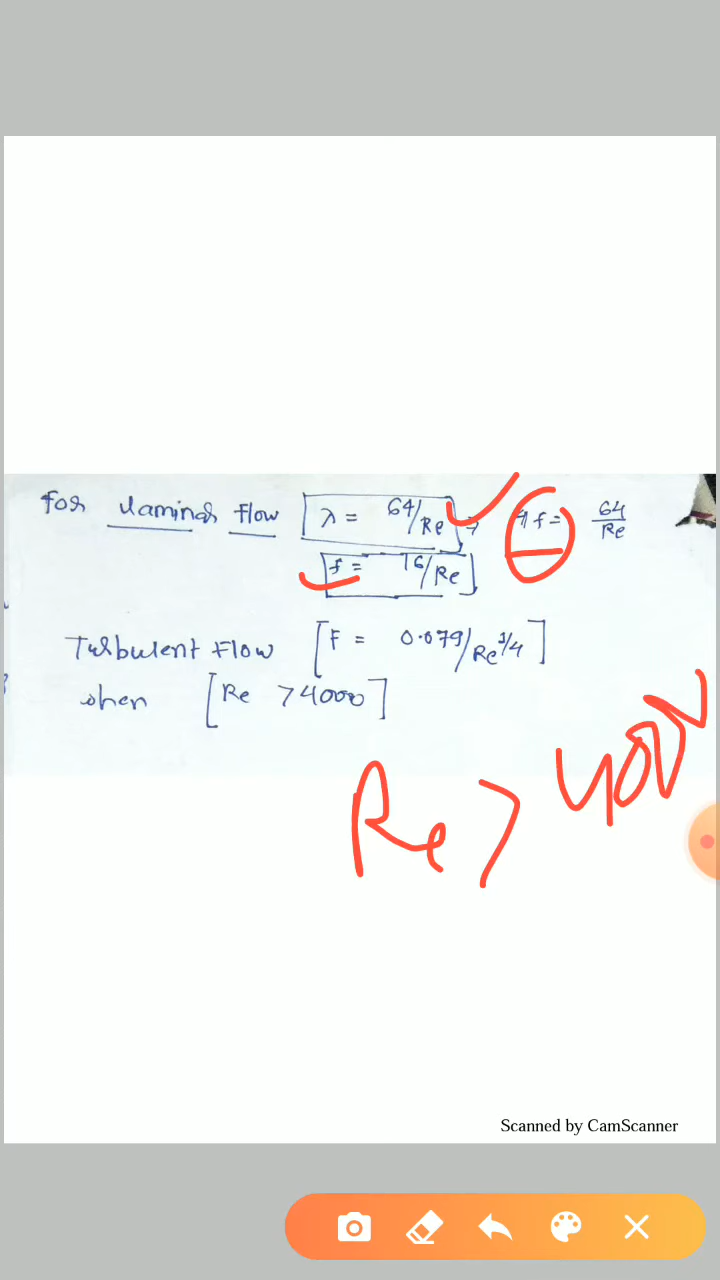 for Laminar Flow [λ = 64/Re] → 4f = 64/Re
[f = 16/Re]
Turbulent Flow [F = 0.079/Re^1/4]
when [Re > 4000]
Re > 4000
Scanned by CamScanner